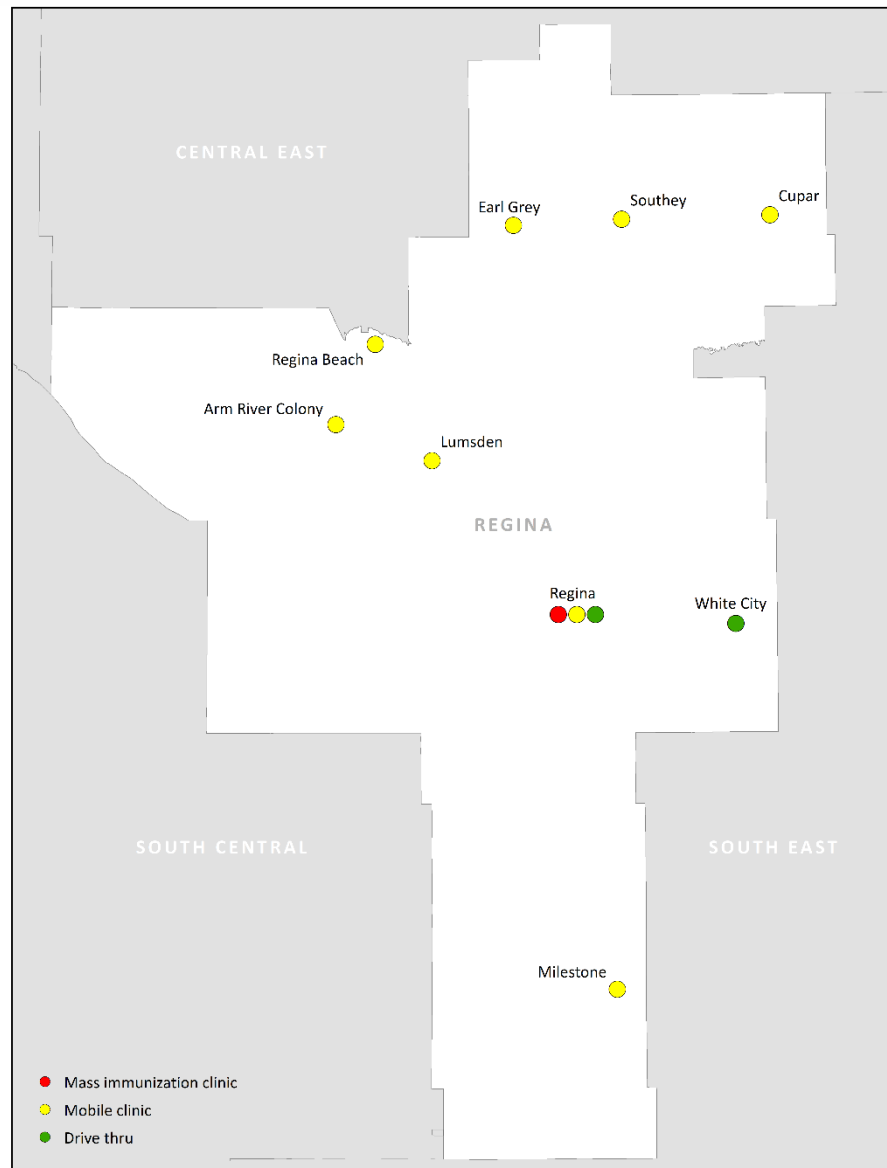 CENTRAL EAST
Cupar
Southey
Earl Grey
Regina Beach
Arm River Colony
Lumsden
REGINA
Regina
White City
SOUTH CENTRAL
SOUTH EAST
Milestone
Mass immunization clinic
Mobile clinic
Drive thru